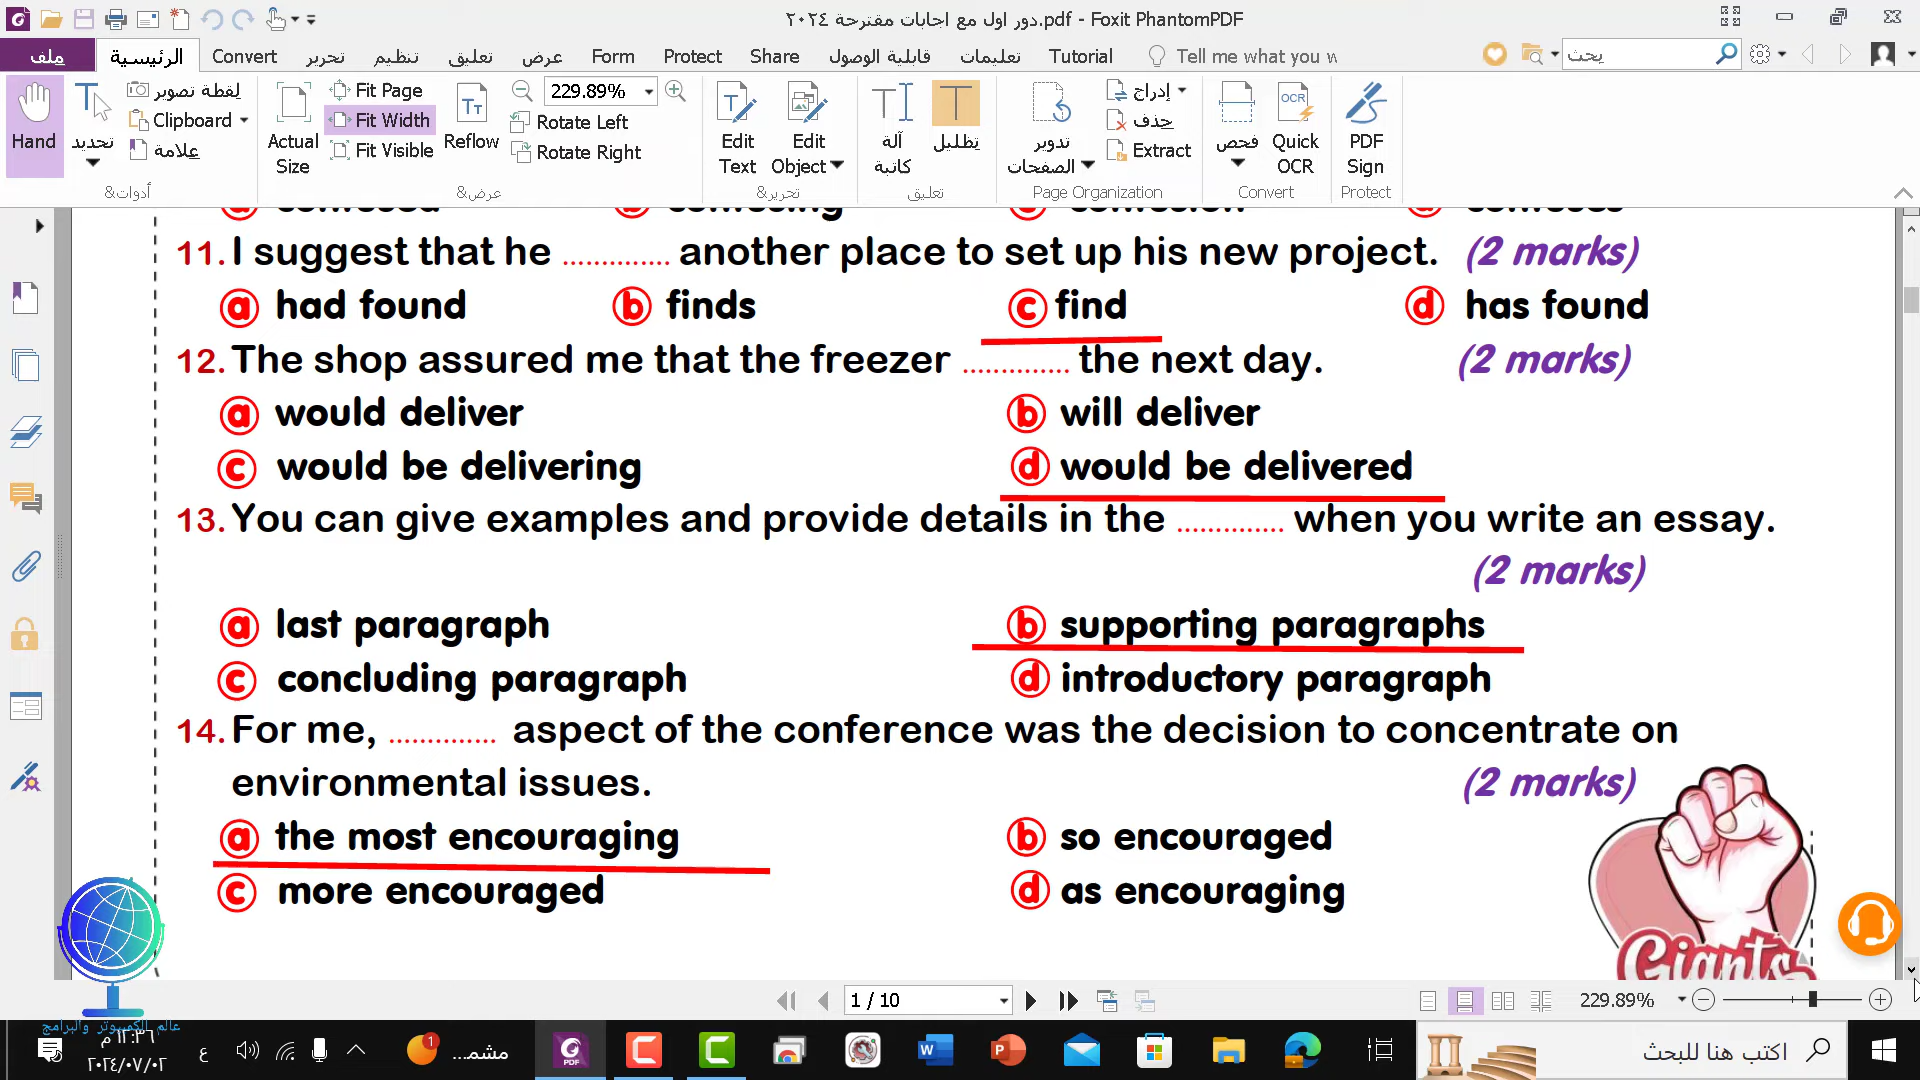 دور اول مع اجابات مقترحة ٢٠٢٤.pdf - Foxit PhantomPDF
ملف
الرئيسية
Convert
تحرير
تنظيم
تعليق
عرض
Form
Protect
Share
قابلية الوصول
تعليمات
Tutorial
Tell me what you w
يحث
Hand
تحديد
لقطة تصوير
Clipboard
علامة
Actual Size
Fit Page
Fit Width
Fit Visible
Reflow
229.89%
Rotate Left
Rotate Right
Edit Text
Edit Object
آلة كاتبة
تظليل
تدوير الصفحات
إدراج
حذف
Extract
فحص
Quick OCR
PDF Sign
أدوات&
عرض&
تحرير&
تعليق
Page Organization
Convert
Protect
11. I suggest that he .............. another place to set up his new project. (2 marks)
a had found b finds c find d has found
12. The shop assured me that the freezer .............. the next day. (2 marks)
a would deliver b will deliver
c would be delivering d would be delivered
13. You can give examples and provide details in the .............. when you write an essay.
(2 marks)
a last paragraph b supporting paragraphs
c concluding paragraph d introductory paragraph
14. For me, .............. aspect of the conference was the decision to concentrate on
environmental issues. (2 marks)
a the most encouraging b so encouraged
c more encouraged d as encouraging
Giants
1 / 10
229.89%
عالم الكمبيوتر والبرامج
١٢:٣٦ م
٢٠٢٤/٠٧/٠٢
ع
1
مشمـ...
PDF
اكتب هنا للبحث